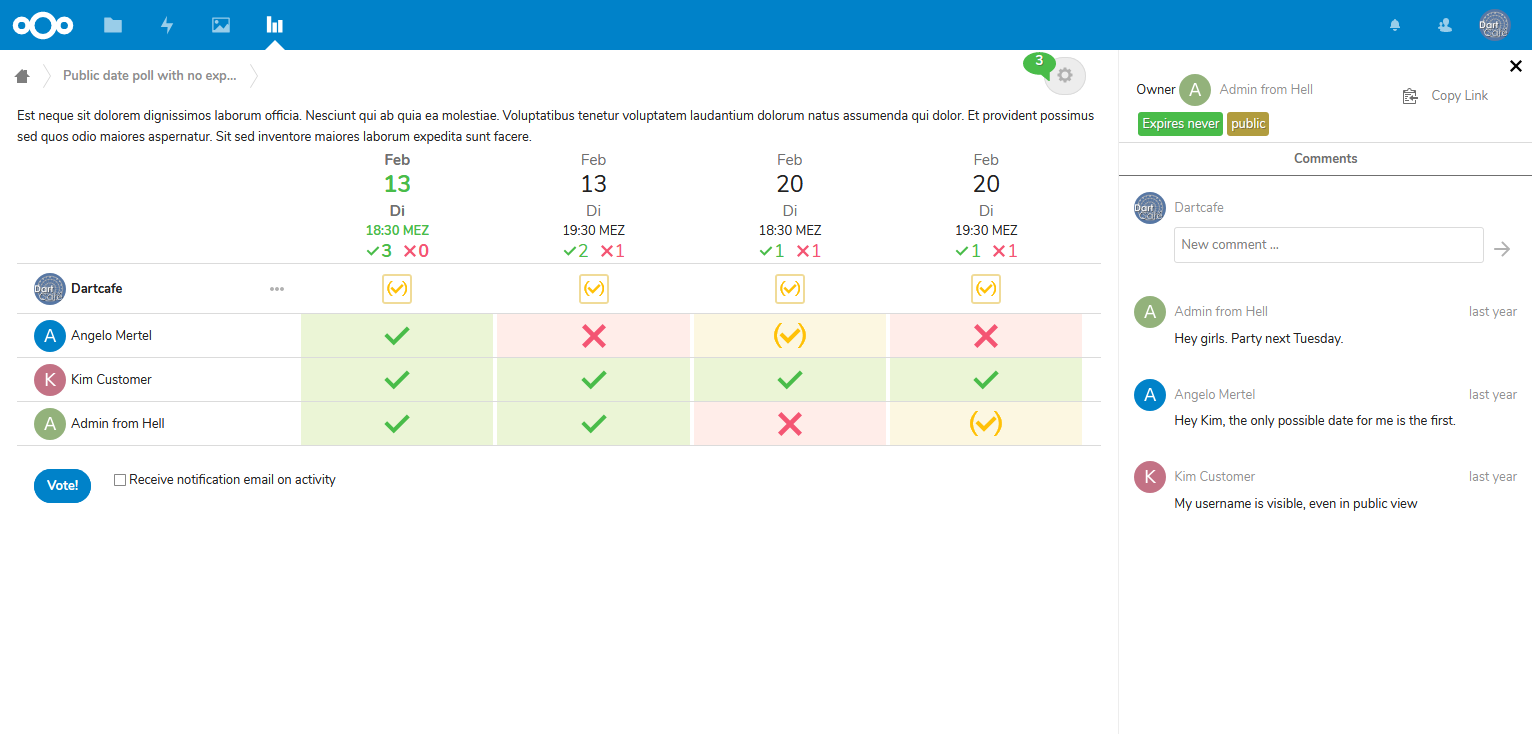 Dart
Café
Public date poll with no exp...
3
Est neque sit dolorem dignissimos laborum officia. Nesciunt qui ab quia ea molestiae. Voluptatibus tenetur voluptatem laudantium dolorum natus assumenda qui dolor. Et provident possimus
sed quos odio maiores aspernatur. Sit sed inventore maiores laborum expedita sunt facere.
Feb Feb Feb Feb
13 13 20 20
Di Di Di Di
18:30 MEZ 19:30 MEZ 18:30 MEZ 19:30 MEZ
3 0 2 1 1 1 1 1
Dart
Café
Dartcafe
A Angelo Mertel
K Kim Customer
A Admin from Hell
Vote! Receive notification email on activity
Owner A Admin from Hell Copy Link
Expires never public
Comments
Dart
Café
Dartcafe
New comment ...
A Admin from Hell last year
Hey girls. Party next Tuesday.
A Angelo Mertel last year
Hey Kim, the only possible date for me is the first.
K Kim Customer last year
My username is visible, even in public view